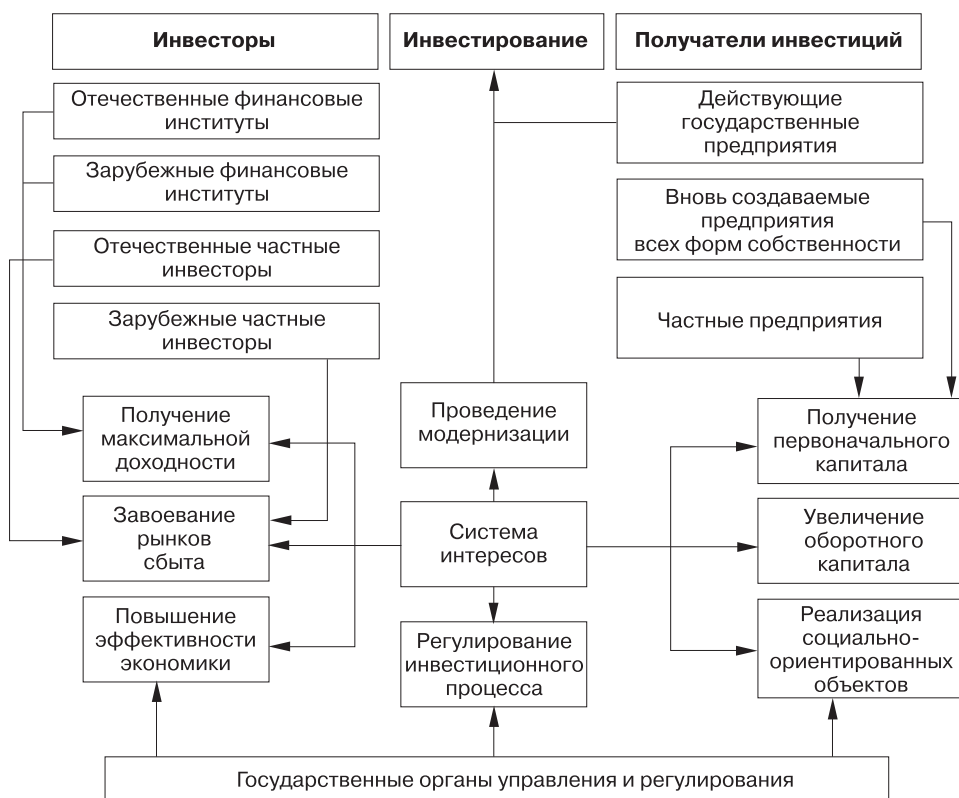 Инвесторы
Инвестирование
Получатели инвестиций
Отечественные финансовые
институты
Зарубежные финансовые
институты
Отечественные частные
инвесторы
Зарубежные частные
инвесторы
Действующие
государственные
предприятия
Вновь создаваемые
предприятия
всех форм собственности
Частные предприятия
Получение
максимальной
доходности
Завоевание
рынков
сбыта
Повышение
эффективности
экономики
Проведение
модернизации
Система
интересов
Регулирование
инвестиционного
процесса
Получение
первоначального
капитала
Увеличение
оборотного
капитала
Реализация
социально-
ориентированных
объектов
Государственные органы управления и регулирования